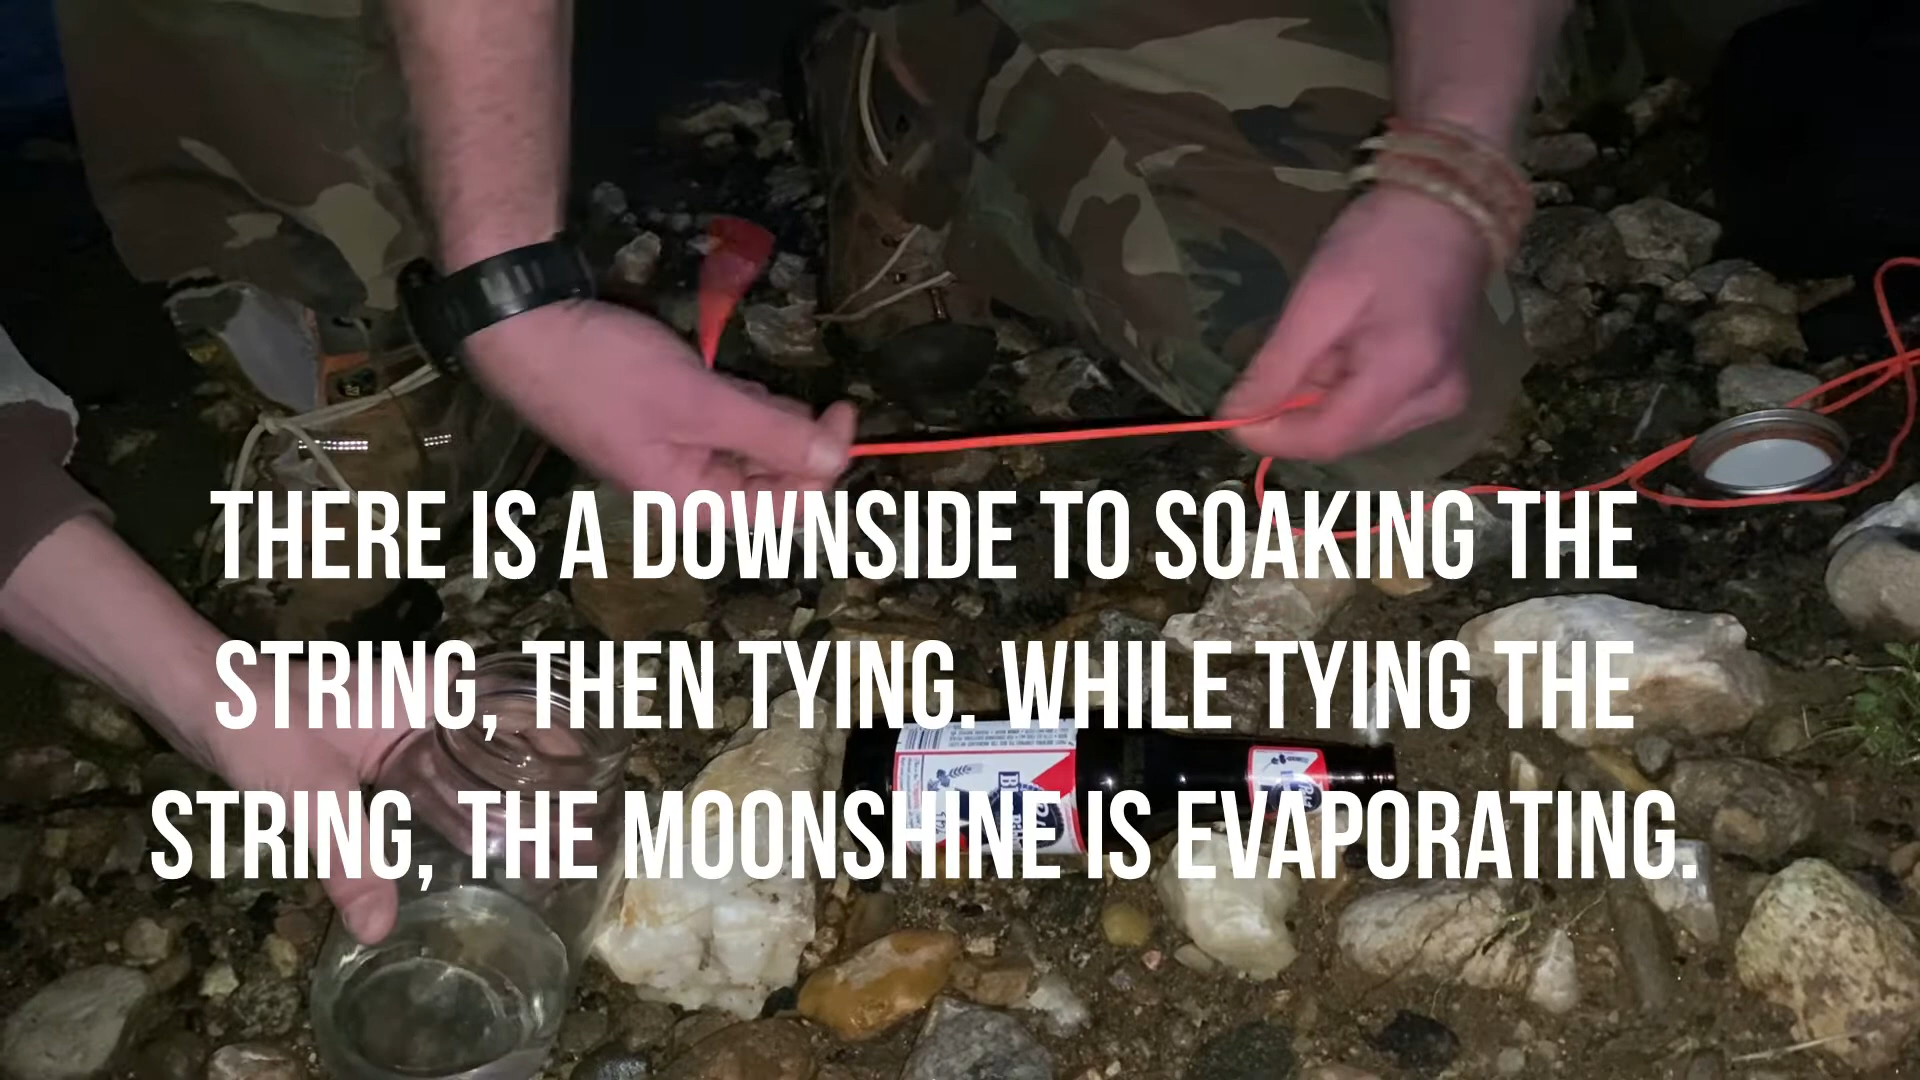 THERE IS A DOWNSIDE TO SOAKING THE
STRING, THEN TYING. WHILE TYING THE
STRING, THE MOONSHINE IS EVAPORATING.